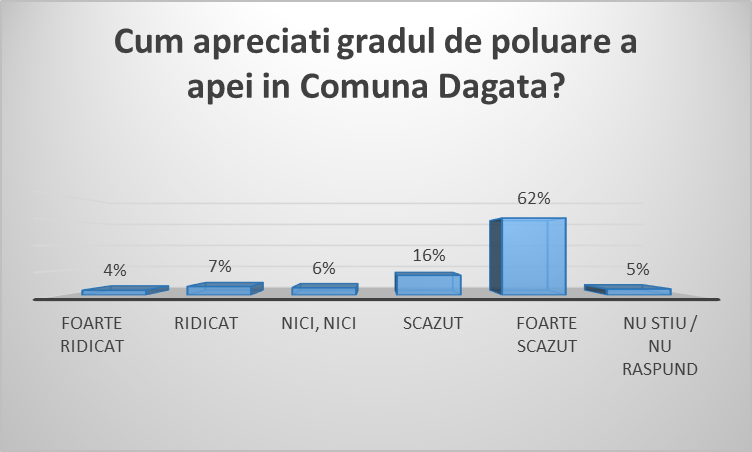 Cum apreciati gradul de poluare a
apei in Comuna Dagata?
62%
16%
4%
7%
6%
5%
FOARTE
RIDICAT
RIDICAT
NICI, NICI
SCAZUT
FOARTE
SCAZUT
NU STIU /
NU
RASPUND